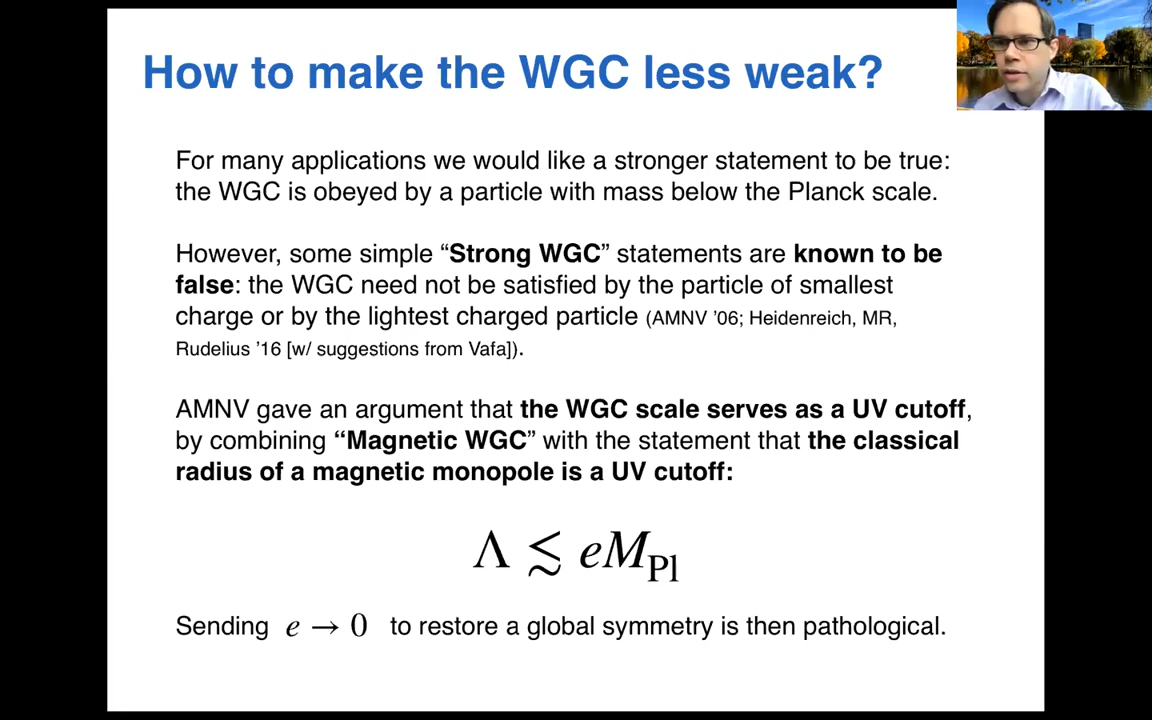 How to make the WGC less weak?
For many applications we would like a stronger statement to be true:
the WGC is obeyed by a particle with mass below the Planck scale.
However, some simple “Strong WGC” statements are known to be
false: the WGC need not be satisfied by the particle of smallest
charge or by the lightest charged particle (AMNV ’06; Heidenreich, MR,
Rudelius ’16 [w/ suggestions from Vafa]).
AMNV gave an argument that the WGC scale serves as a UV cutoff,
by combining “Magnetic WGC” with the statement that the classical
radius of a magnetic monopole is a UV cutoff:
Λ ≲ eM_Pl
Sending e → 0 to restore a global symmetry is then pathological.